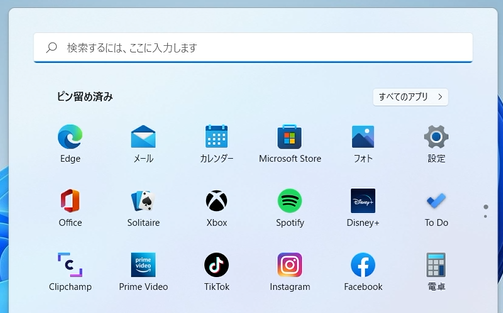 検索するには、ここに入力します
ピン留め済み
すべてのアプリ
Edge
メール
カレンダー
Microsoft Store
フォト
設定
Office
Solitaire
Xbox
Spotify
Disney+
Disney+
To Do
Clipchamp
prime video
Prime Video
TikTok
Instagram
Facebook
電卓